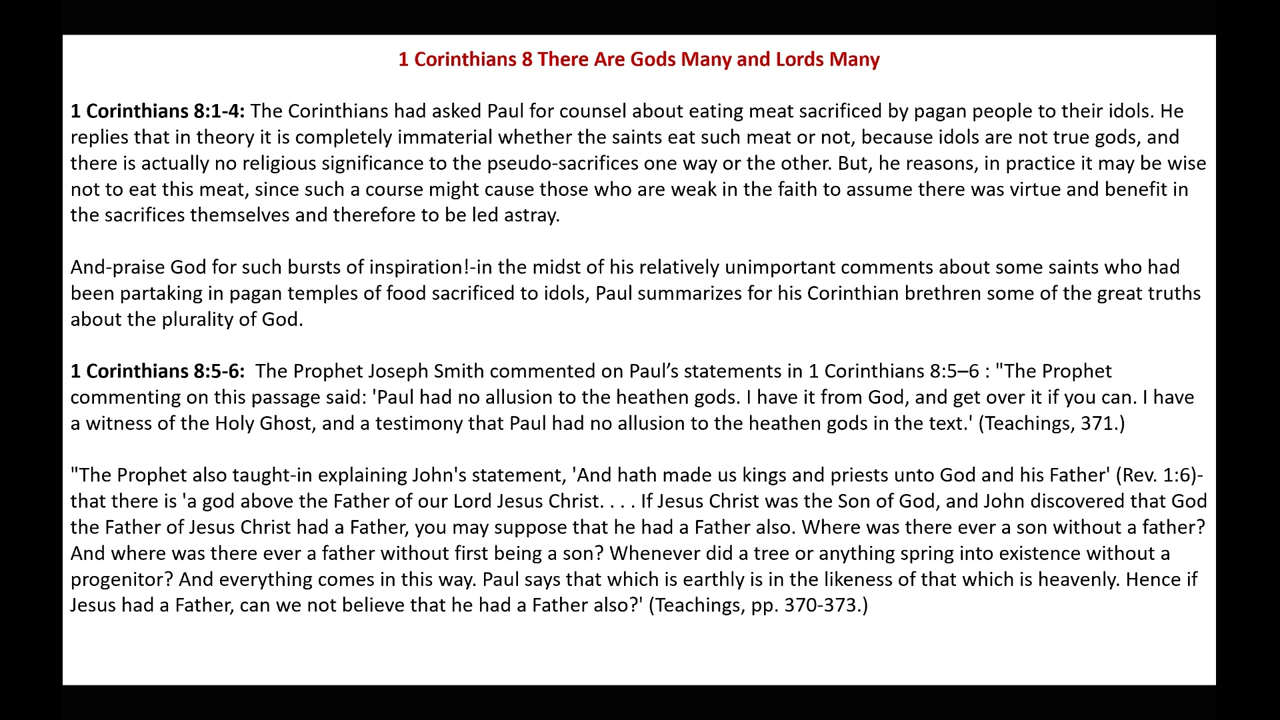 1 Corinthians 8 There Are Gods Many and Lords Many
1 Corinthians 8:1-4: The Corinthians had asked Paul for counsel about eating meat sacrificed by pagan people to their idols. He
replies that in theory it is completely immaterial whether the saints eat such meat or not, because idols are not true gods, and
there is actually no religious significance to the pseudo-sacrifices one way or the other. But, he reasons, in practice it may be wise
not to eat this meat, since such a course might cause those who are weak in the faith to assume there was virtue and benefit in
the sacrifices themselves and therefore to be led astray.
And-praise God for such bursts of inspiration!-in the midst of his relatively unimportant comments about some saints who had
been partaking in pagan temples of food sacrificed to idols, Paul summarizes for his Corinthian brethren some of the great truths
about the plurality of God.
1 Corinthians 8:5-6:  The Prophet Joseph Smith commented on Paul’s statements in 1 Corinthians 8:5–6 : "The Prophet
commenting on this passage said: 'Paul had no allusion to the heathen gods. I have it from God, and get over it if you can. I have
a witness of the Holy Ghost, and a testimony that Paul had no allusion to the heathen gods in the text.' (Teachings, 371.)
"The Prophet also taught-in explaining John's statement, 'And hath made us kings and priests unto God and his Father' (Rev. 1:6)-
that there is 'a god above the Father of our Lord Jesus Christ. . . . If Jesus Christ was the Son of God, and John discovered that God
the Father of Jesus Christ had a Father, you may suppose that he had a Father also. Where was there ever a son without a father?
And where was there ever a father without first being a son? Whenever did a tree or anything spring into existence without a
progenitor? And everything comes in this way. Paul says that which is earthly is in the likeness of that which is heavenly. Hence if
Jesus had a Father, can we not believe that he had a Father also?' (Teachings, pp. 370-373.)